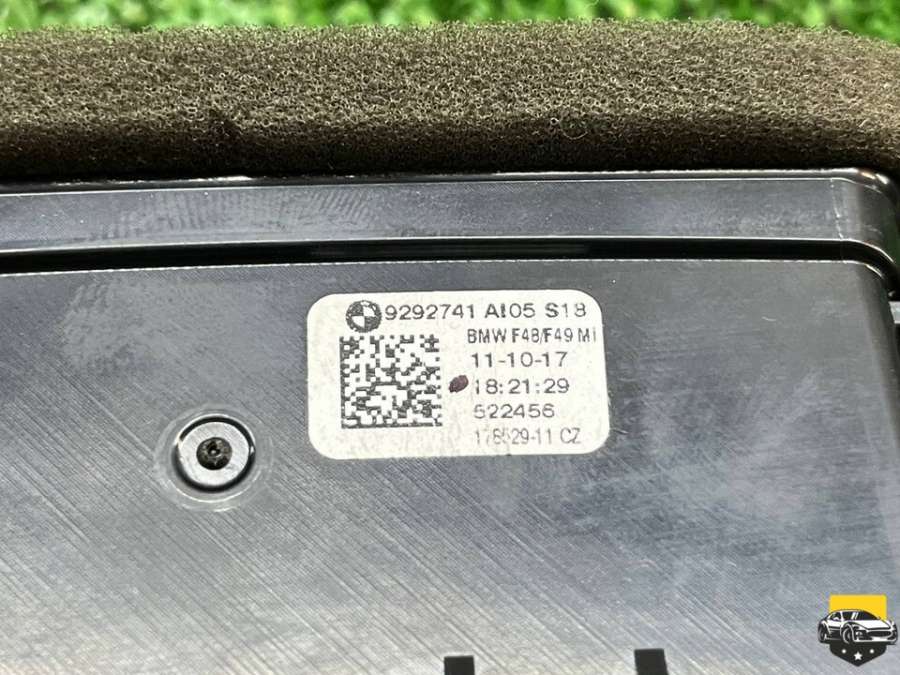 9292741 AI05 S18
BMW F48/F49 MI
11-10-17
18:21:29
522456
178529-11 CZ